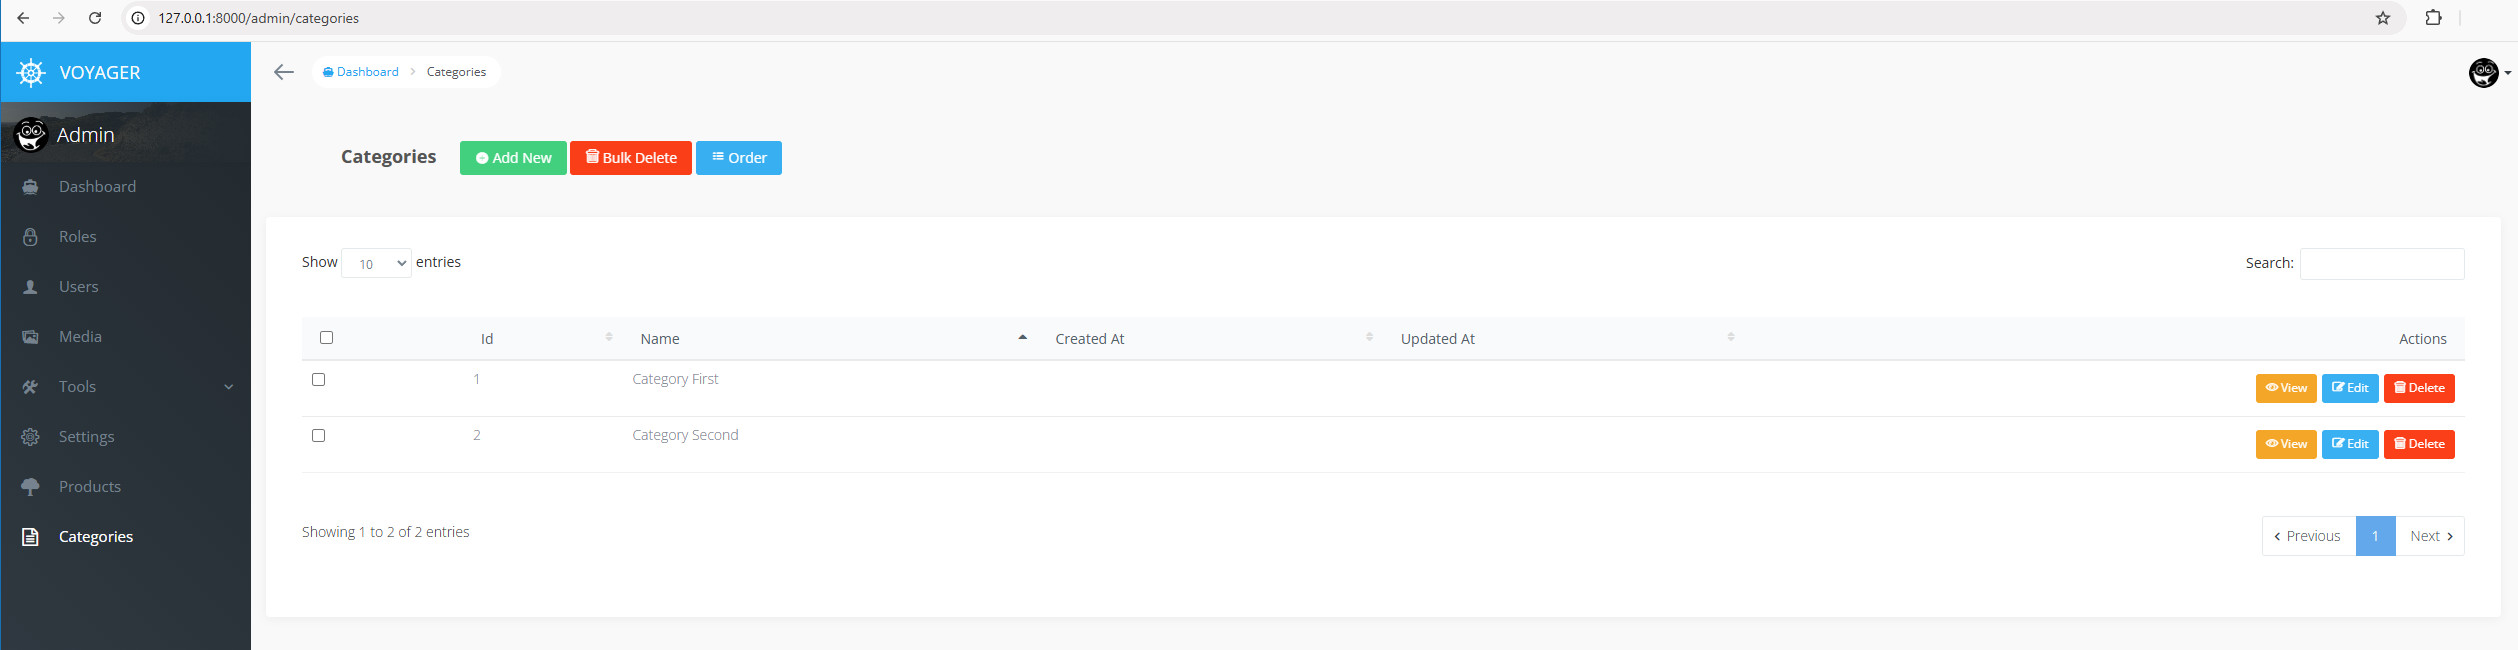 127.0.0.1:8000/admin/categories
VOYAGER
Dashboard Categories
Admin
Dashboard
Roles
Users
Media
Tools
Settings
Products
Categories
Categories Add New Bulk Delete Order
Show 10 entries Search:
Id Name Created At Updated At Actions
1 Category First View Edit Delete
2 Category Second View Edit Delete
Showing 1 to 2 of 2 entries Previous 1 Next